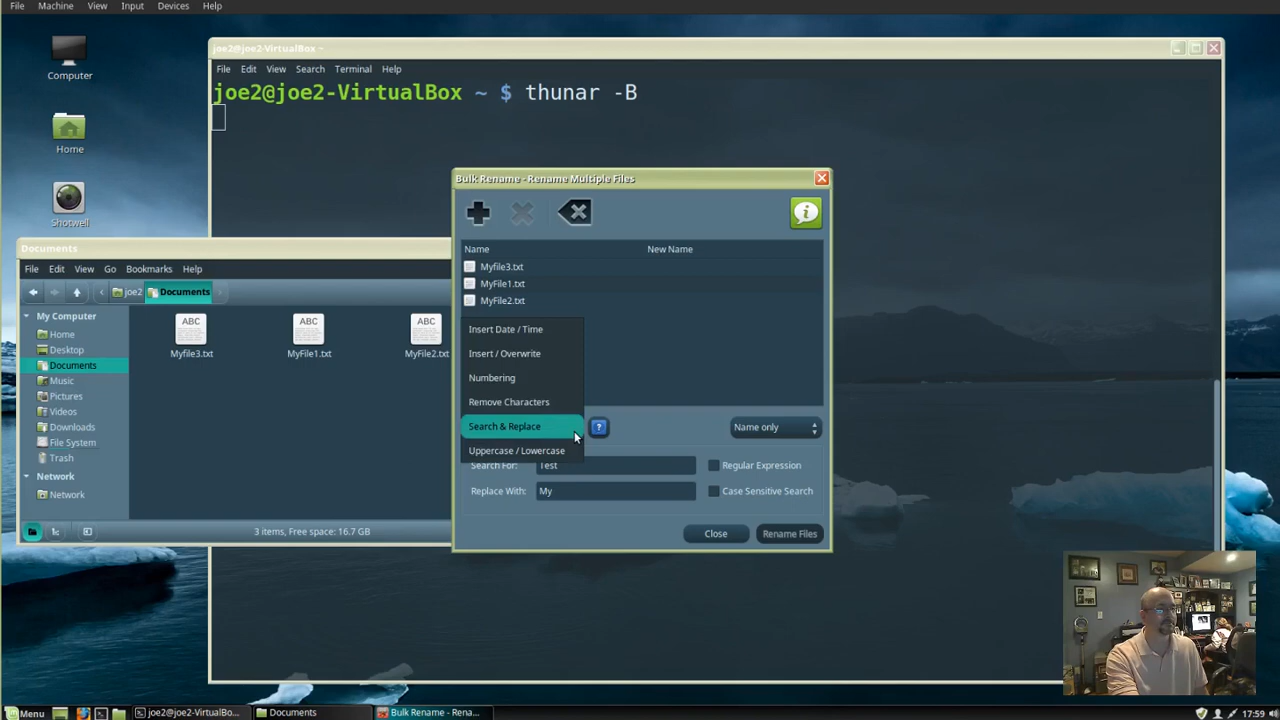 File Machine View Input Devices Help
Computer
Home
Shotwell
joe2@joe2-VirtualBox ~
File Edit View Search Terminal Help
joe2@joe2-VirtualBox ~ $ thunar -B
Documents
File Edit View Go Bookmarks Help
joe2 Documents
My Computer
Home
Desktop
Documents
Music
Pictures
Videos
Downloads
File System
Trash
Network
Network
ABC ABC ABC
Myfile3.txt MyFile1.txt MyFile2.txt
3 items, Free space: 16.7 GB
Bulk Rename - Rename Multiple Files
Name New Name
Myfile3.txt
MyFile1.txt
MyFile2.txt
Insert Date / Time
Insert / Overwrite
Numbering
Remove Characters
Search & Replace ? Name only
Uppercase / Lowercase
Search For: Test Regular Expression
Replace With: My Case Sensitive Search
Close Rename Files
Menu joe2@joe2-VirtualBo... Documents Bulk Rename - Rena... 17:59